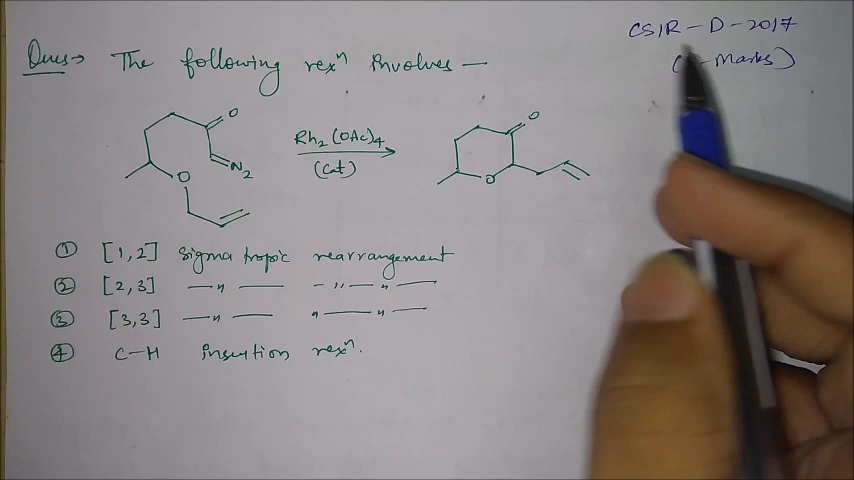 CSIR-D-2017
Ques→ The following rexⁿ involves —
Marks)
O
N₂
O
Rh₂(OAc)₄
(Cat)
O
O
① [1,2] sigma tropic rearrangement
② [2,3] —"— —"—"—
③ [3,3] —"— "—"—
④ C-H insertion rexⁿ.